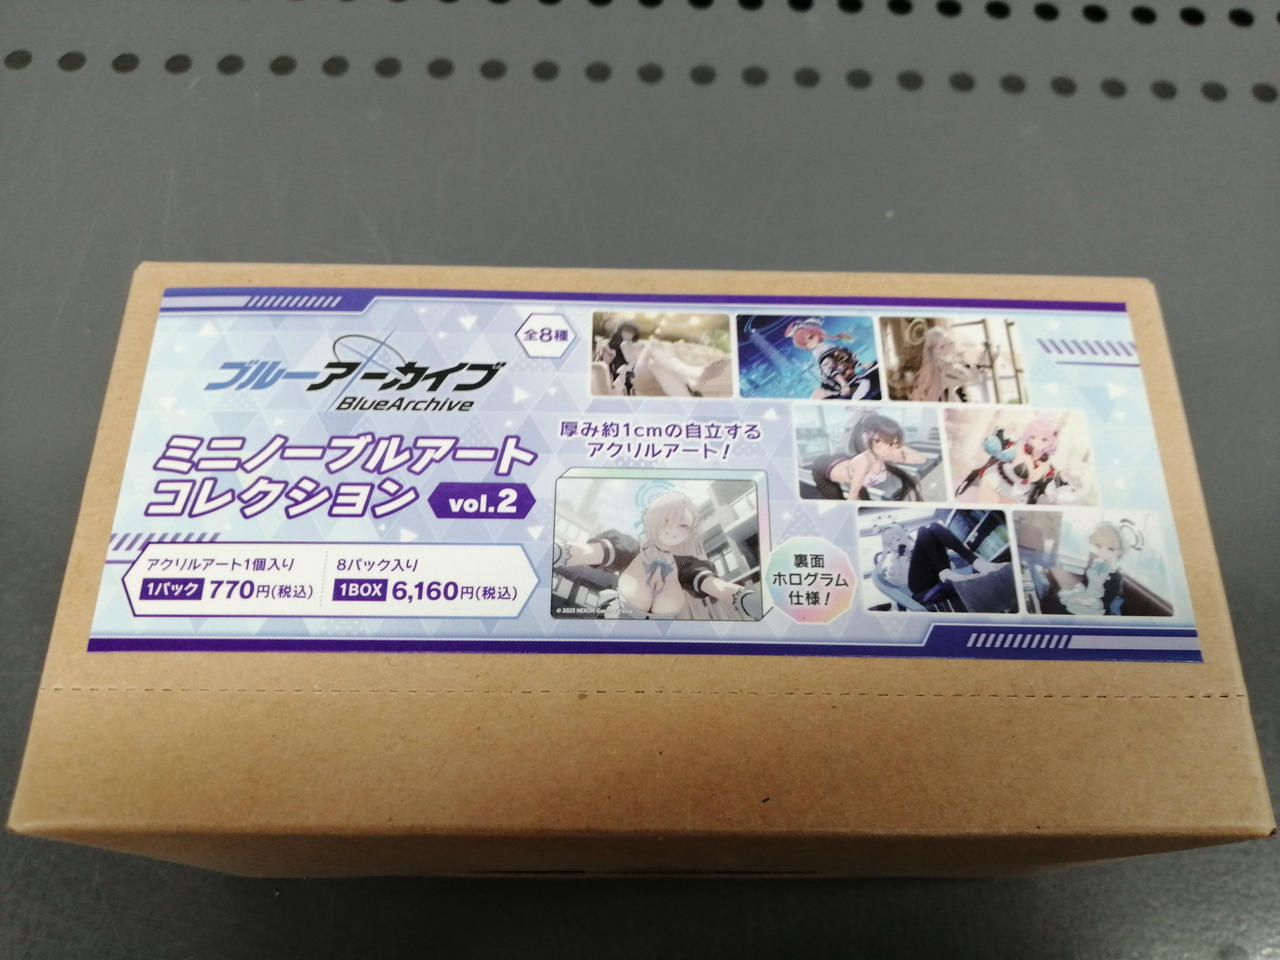 ブルーアーカイブ
BlueArchive
全8種
ミニノーブルアート
コレクション vol.2
アクリルアート1個入り
1パック 770円(税込)
8パック入り
1BOX 6,160円(税込)
厚み約1cmの自立する
アクリルアート!
© 2023 NEXON Games
裏面
ホログラム
仕様!